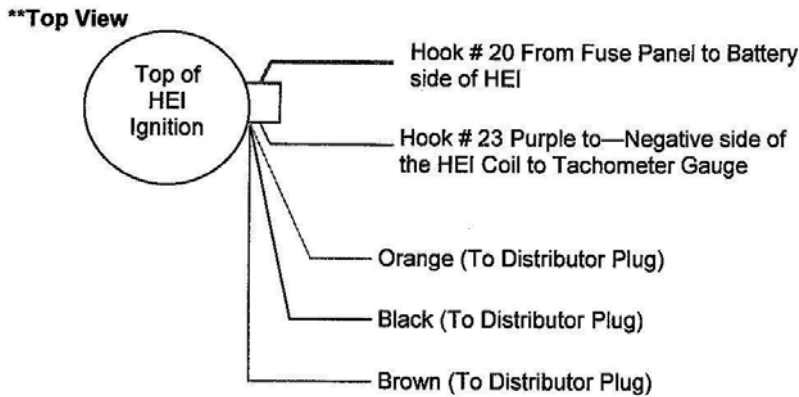 **Top View
Top of
HEI
Ignition
Hook # 20 From Fuse Panel to Battery
side of HEI
Hook # 23 Purple to—Negative side of
the HEI Coil to Tachometer Gauge
Orange (To Distributor Plug)
Black (To Distributor Plug)
Brown (To Distributor Plug)